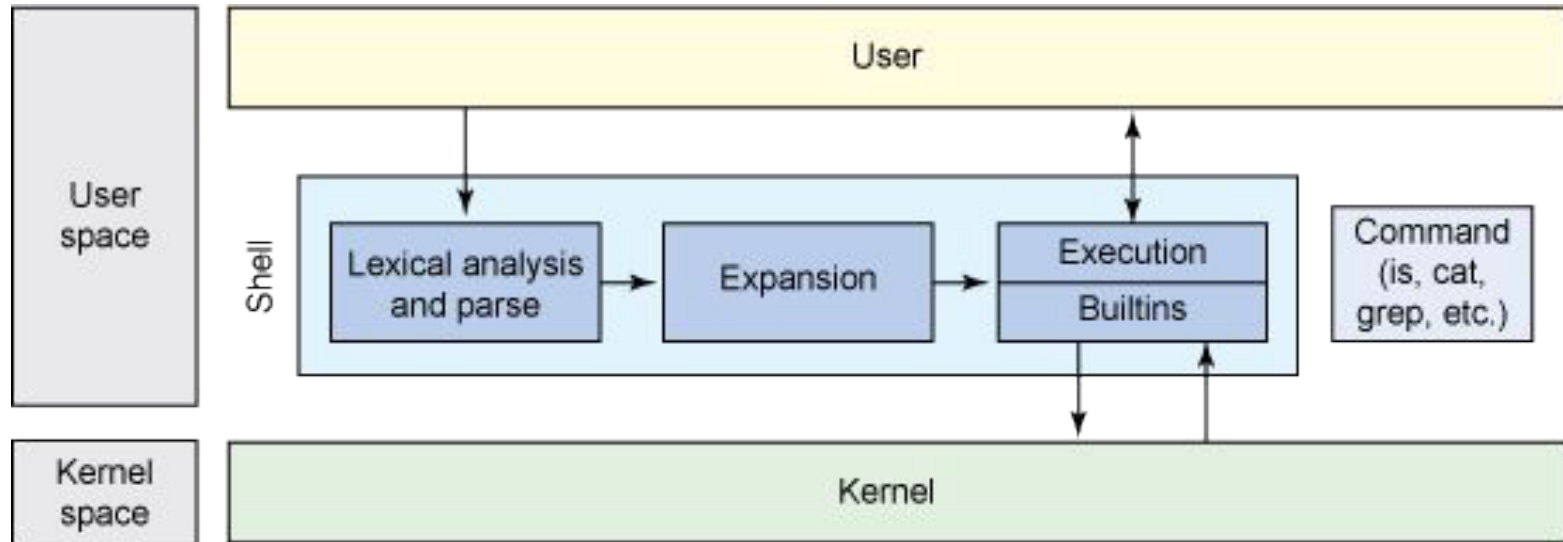 User
User
space
Shell
Lexical analysis
and parse
Expansion
Execution
Builtins
Command
(is, cat,
grep, etc.)
Kernel
space
Kernel